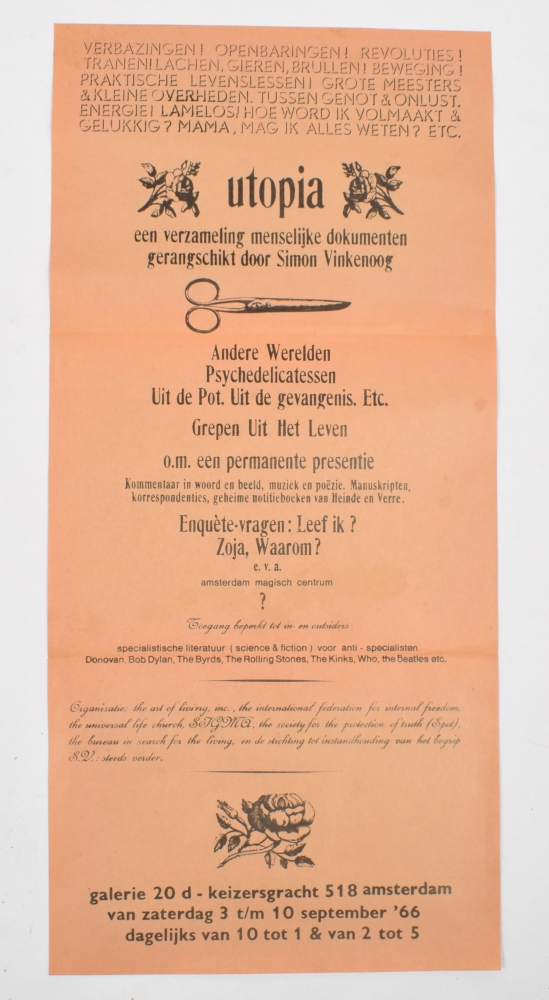 VERBAZINGEN! OPENBARINGEN! REVOLUTIES!
TRANEN! LACHEN, GIEREN, BRULLEN! BEWEGING!
PRAKTISCHE LEVENSLESSEN! GROTE MEESTERS
& KLEINE OVERHEDEN. TUSSEN GENOT & ONLUST.
ENERGIE! LAMELOS! HOE WORD IK VOLMAAKT &
GELUKKIG? MAMA, MAG IK ALLES WETEN? ETC.
utopia
een verzameling menselijke dokumenten
gerangschikt door Simon Vinkenoog
Andere Werelden
Psychedelicatessen
Uit de Pot. Uit de gevangenis. Etc.
Grepen Uit Het Leven
o.m. een permanente presentie
Kommentaar in woord en beeld, muziek en poëzie. Manuskripten,
korrespondenties, geheime notitieboeken van Heinde en Verre.
Enquète-vragen: Leef ik?
Zoja, Waarom?
e.v.a.
amsterdam magisch centrum
?
Toegang beperkt tot in- en outsiders
specialistische literatuur (science & fiction) voor anti-specialisten
Donovan, Bob Dylan, The Byrds, The Rolling Stones, The Kinks, Who, the Beatles etc.
Organisatie: the art of living, inc., the international federation for internal freedom,
the universal life church, SIGMA, the society for the protection of truth (Spot),
the bureau in search for the living, en de stichting tot instandhouding van het begrip
S.V.: steeds verder.
galerie 20 d - keizersgracht 518 amsterdam
van zaterdag 3 t/m 10 september '66
dagelijks van 10 tot 1 & van 2 tot 5